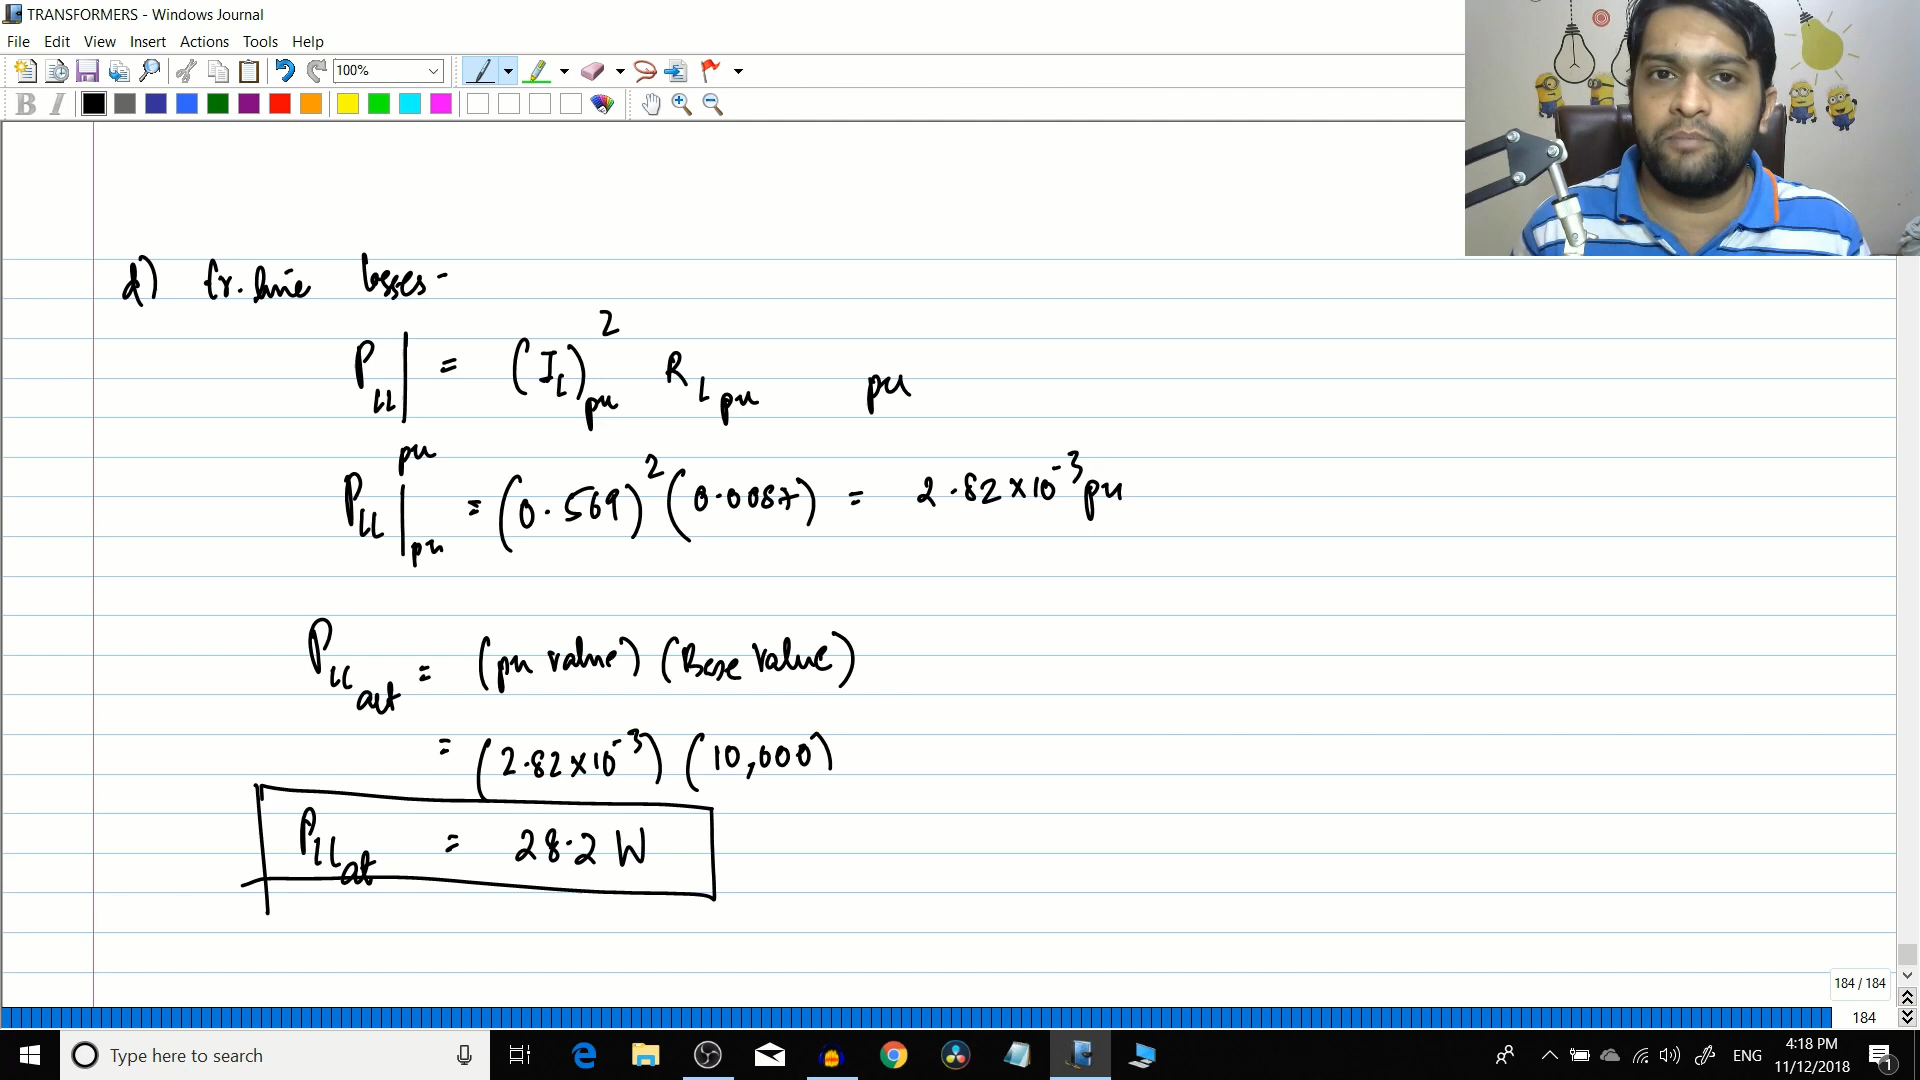 TRANSFORMERS - Windows Journal
File Edit View Insert Actions Tools Help
100%
B I
d) tr. line losses -
P_LL|pu = (I_L)²pu R_L pu pu
P_LL|pu = (0.569)² (0.0087) = 2.82 × 10⁻³ pu
P_LL act = (pu value) (Base Value)
= (2.82 × 10⁻³) (10,000)
P_LL at = 28.2 W
184 / 184
184
Type here to search
ENG
4:18 PM
11/12/2018
1